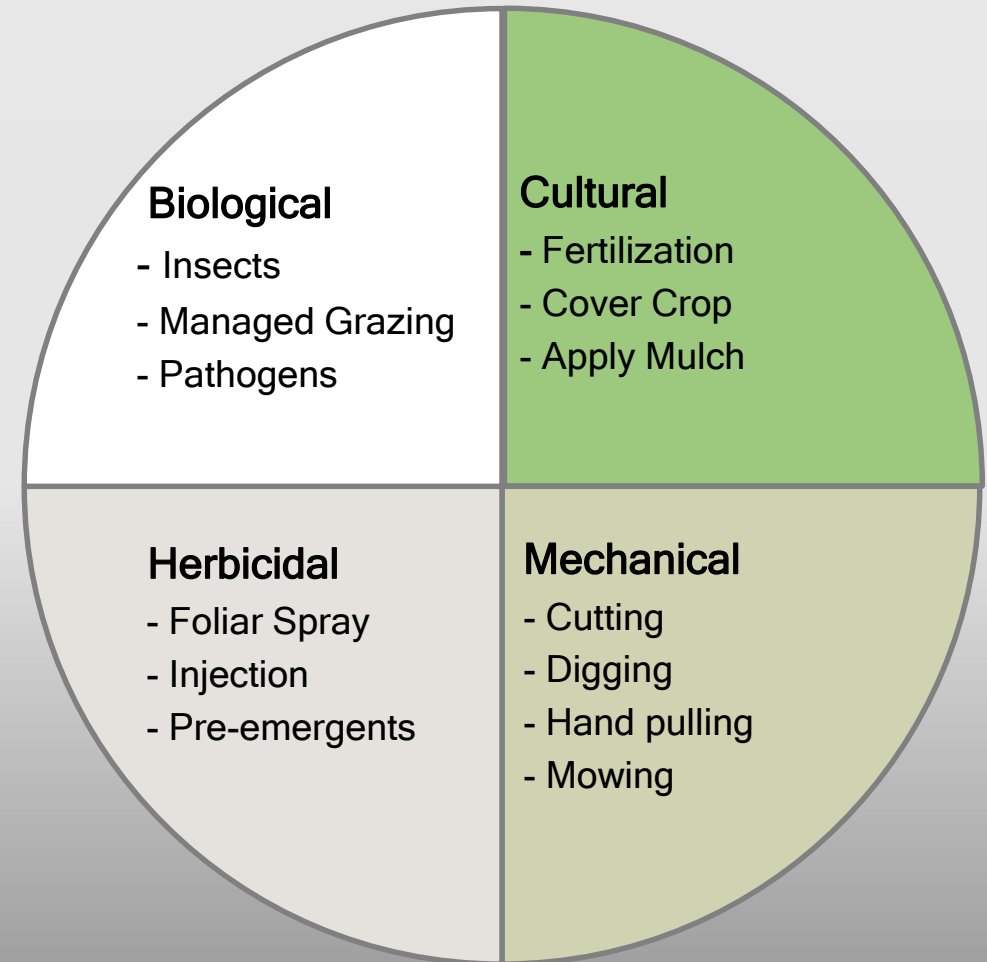 Biological
- Insects
- Managed Grazing
- Pathogens
Cultural
- Fertilization
- Cover Crop
- Apply Mulch
Herbicidal
- Foliar Spray
- Injection
- Pre-emergents
Mechanical
- Cutting
- Digging
- Hand pulling
- Mowing